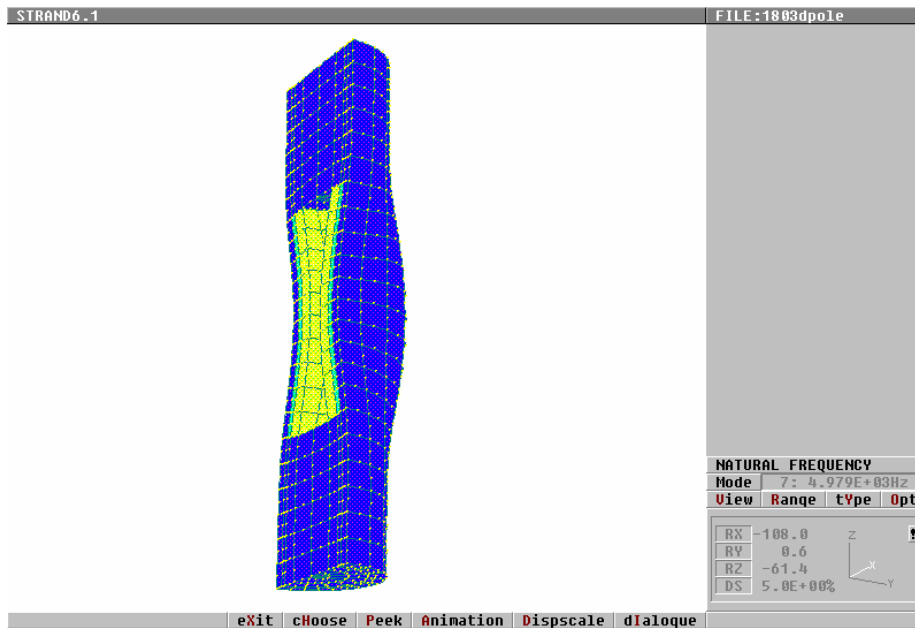 STRAND6.1
FILE:1803dpole
NATURAL FREQUENCY
Mode 7: 4.979E+03Hz
View Range tYpe Opt
RX -108.0
RY 0.6
RZ -61.4
DS 5.0E+00%
Z
X
Y
eXit cHoose Peek Animation Dispscale dIaloque